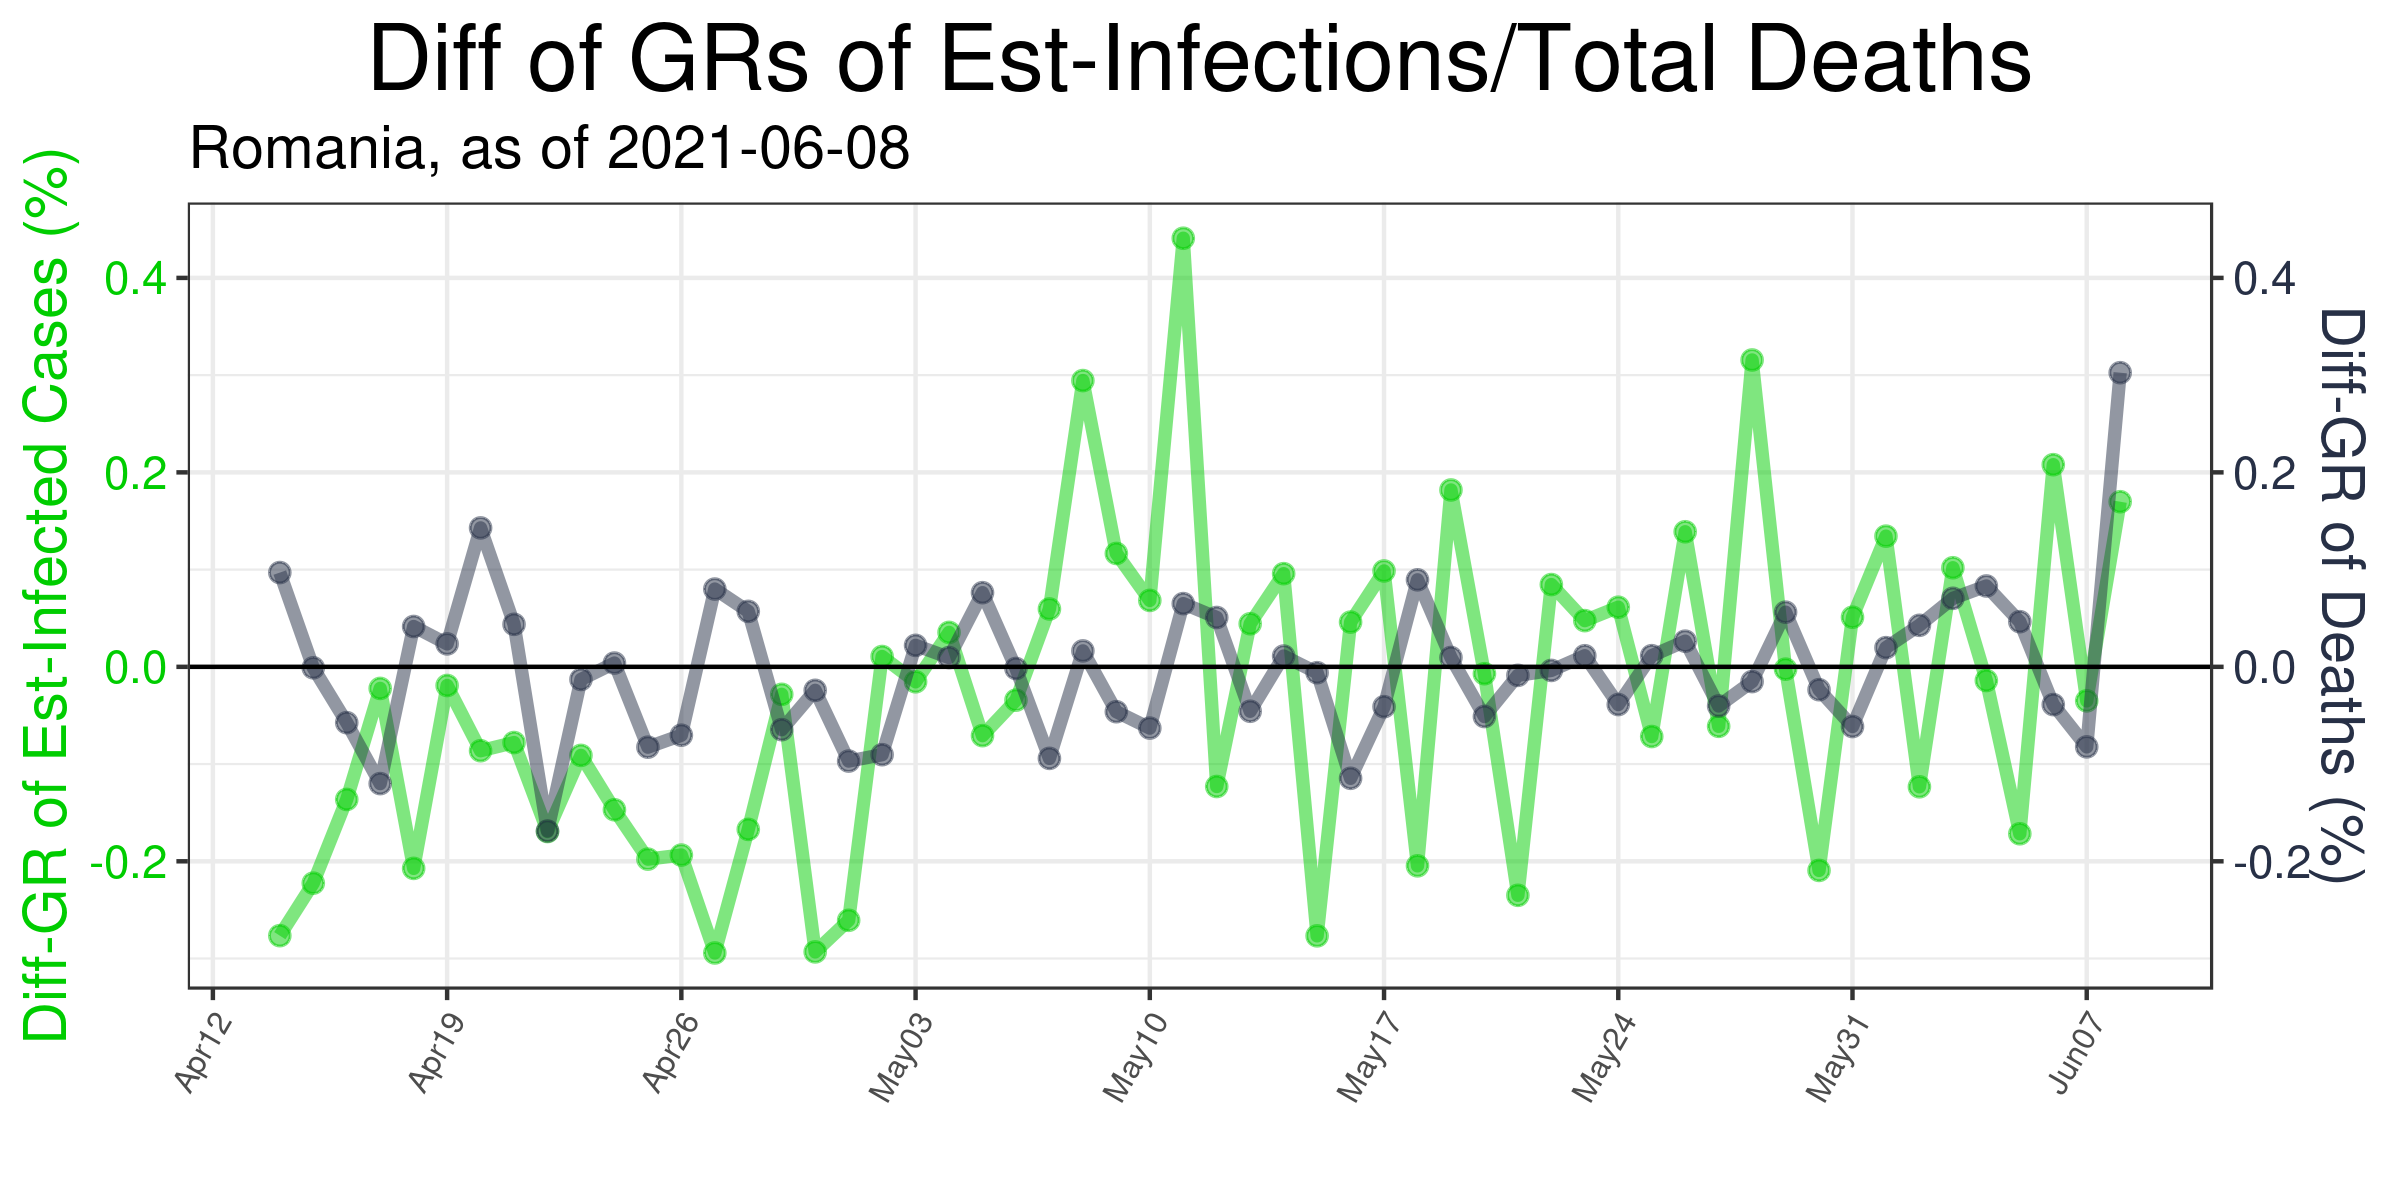 Diff of GRs of Est-Infections/Total Deaths
Romania, as of 2021-06-08
Diff-GR of Est-Infected Cases (%)
0.4
0.2
0.0
-0.2
0.4
0.2
0.0
-0.2
Diff-GR of Deaths (%)
Apr12
Apr19
Apr26
May03
May10
May17
May24
May31
Jun07